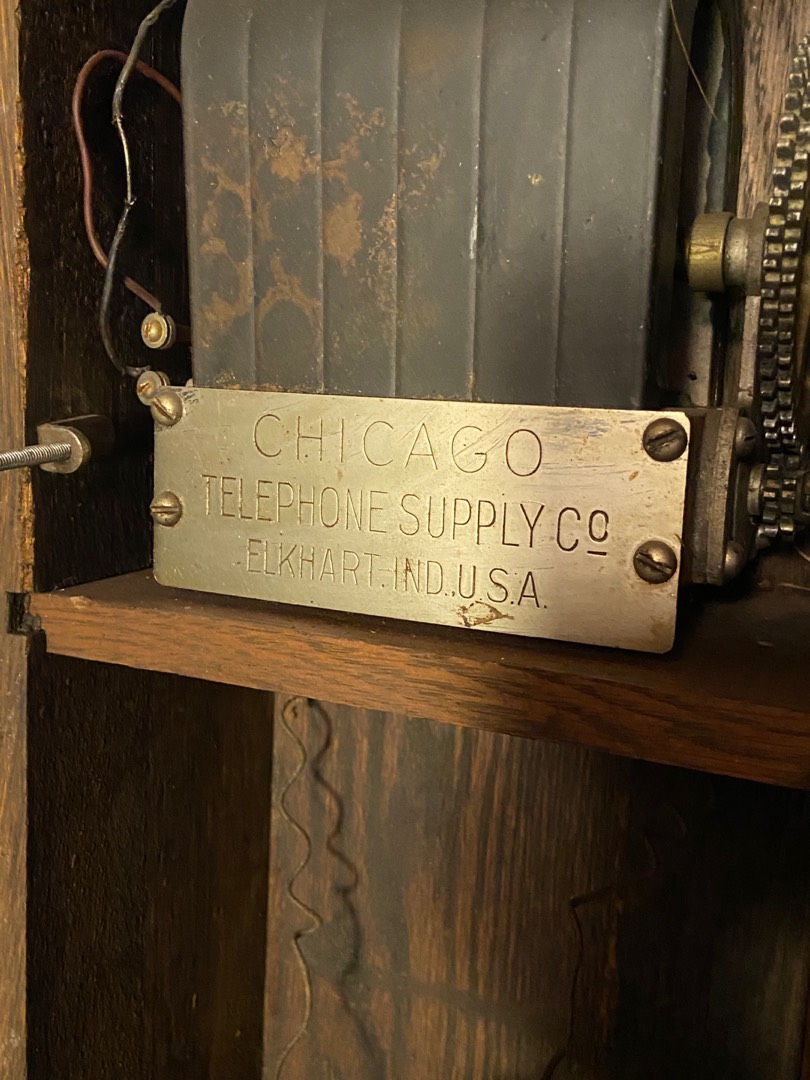 CHICAGO
TELEPHONE SUPPLY Cº
ELKHART. IND., U.S.A.